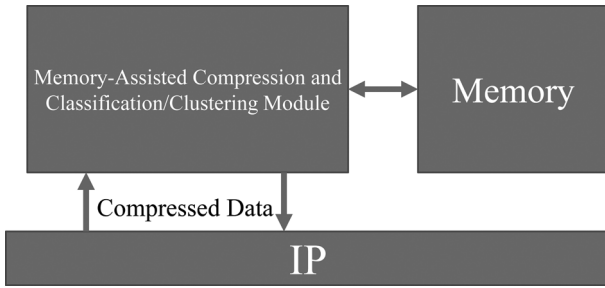 Memory-Assisted Compression and
Classification/Clustering Module
Memory
Compressed Data
IP